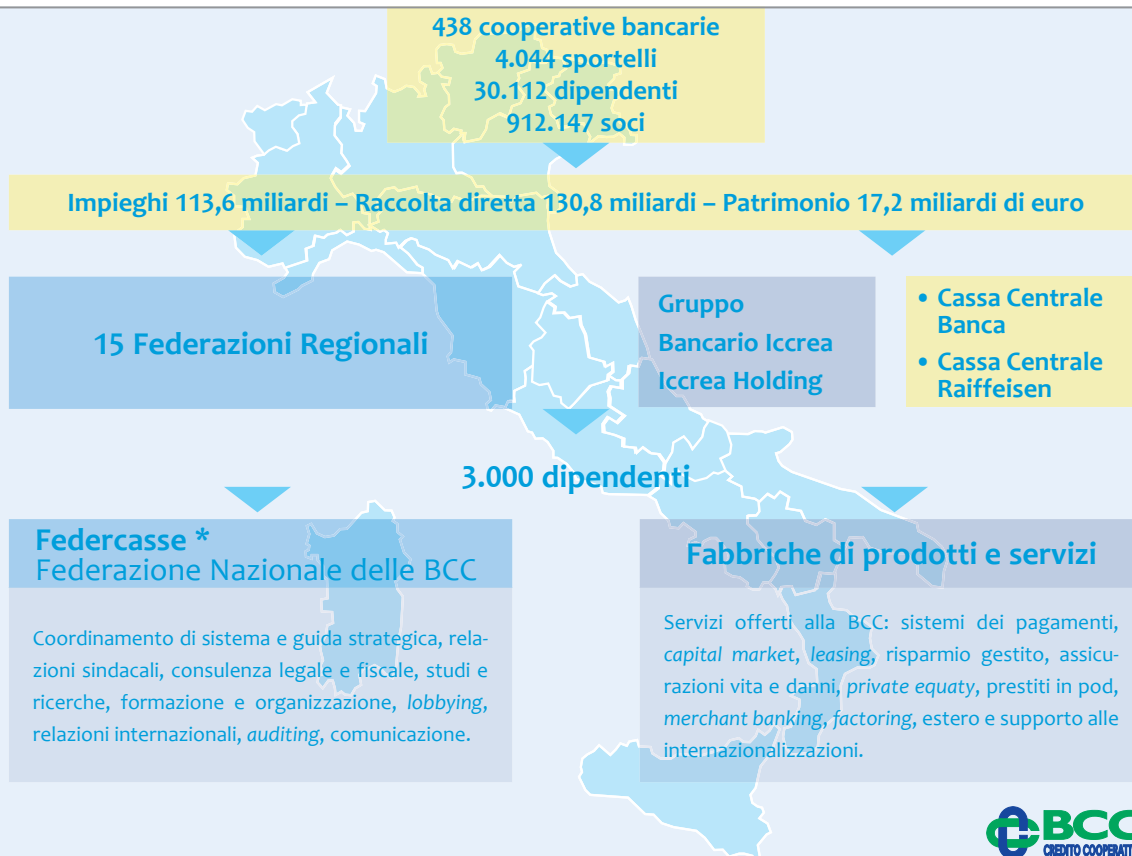 438 cooperative bancarie
4.044 sportelli
30.112 dipendenti
912.147 soci
Impieghi 113,6 miliardi – Raccolta diretta 130,8 miliardi – Patrimonio 17,2 miliardi di euro
15 Federazioni Regionali
Gruppo
Bancario Iccrea
Iccrea Holding
• Cassa Centrale
Banca
• Cassa Centrale
Raiffeisen
3.000 dipendenti
Federcasse *
Federazione Nazionale delle BCC
Coordinamento di sistema e guida strategica, rela-
zioni sindacali, consulenza legale e fiscale, studi e
ricerche, formazione e organizzazione, lobbying,
relazioni internazionali, auditing, comunicazione.
Fabbriche di prodotti e servizi
Servizi offerti alla BCC: sistemi dei pagamenti,
capital market, leasing, risparmio gestito, assicu-
razioni vita e danni, private equaty, prestiti in pod,
merchant banking, factoring, estero e supporto alle
internazionalizzazioni.
BCC
CREDITO COOPERATI